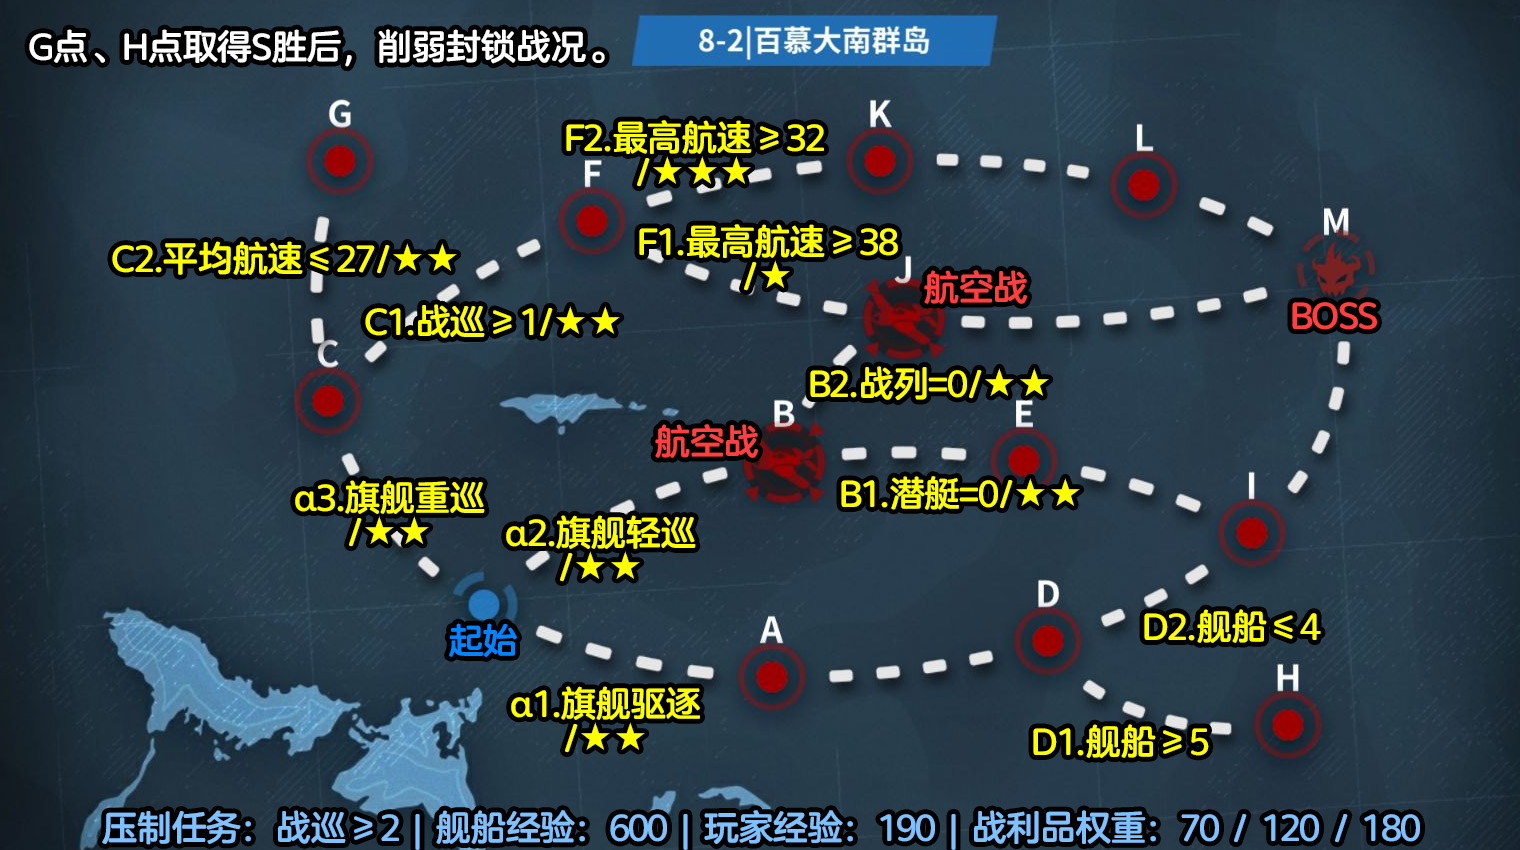 G点、H点取得S胜后，削弱封锁战况。
8-2|百慕大南群岛
G
F2.最高航速≥32
/★★★
K
L
F
M
C2.平均航速≤27/★★
F1.最高航速≥38
/★
J
航空战
BOSS
C1.战巡≥1/★★
C
B2.战列=0/★★
B
E
航空战
B1.潜艇=0/★★
I
α3.旗舰重巡
/★★
α2.旗舰轻巡
/★★
起始
A
D
D2.舰船≤4
H
α1.旗舰驱逐
/★★
D1.舰船≥5
压制任务：战巡≥2 | 舰船经验：600 | 玩家经验：190 | 战利品权重：70 / 120 / 180